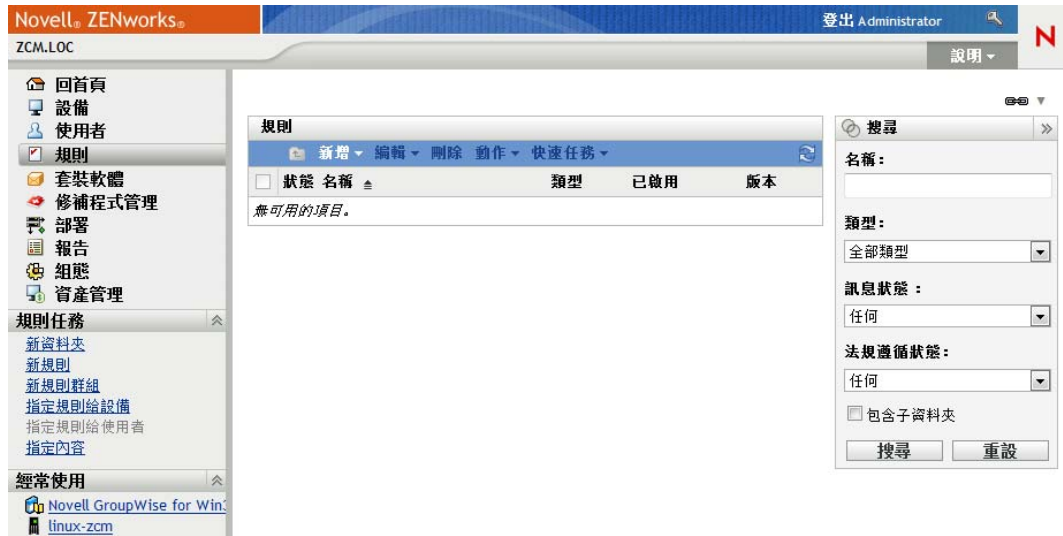 Novell® ZENworks®
登出 Administrator
ZCM.LOC
說明
N
回首頁
設備
使用者
規則
套裝軟體
修補程式管理
部署
報告
組態
資產管理
規則任務
新資料夾
新規則
新規則群組
指定規則給設備
指定規則給使用者
指定內容
經常使用
Novell GroupWise for Win3
linux-zcm
規則
新增 編輯 刪除 動作 快速任務
狀態 名稱 類型 已啟用 版本
無可用的項目。
搜尋
名稱：
類型：
全部類型
訊息狀態：
任何
法規遵循狀態：
任何
包含子資料夾
搜尋 重設